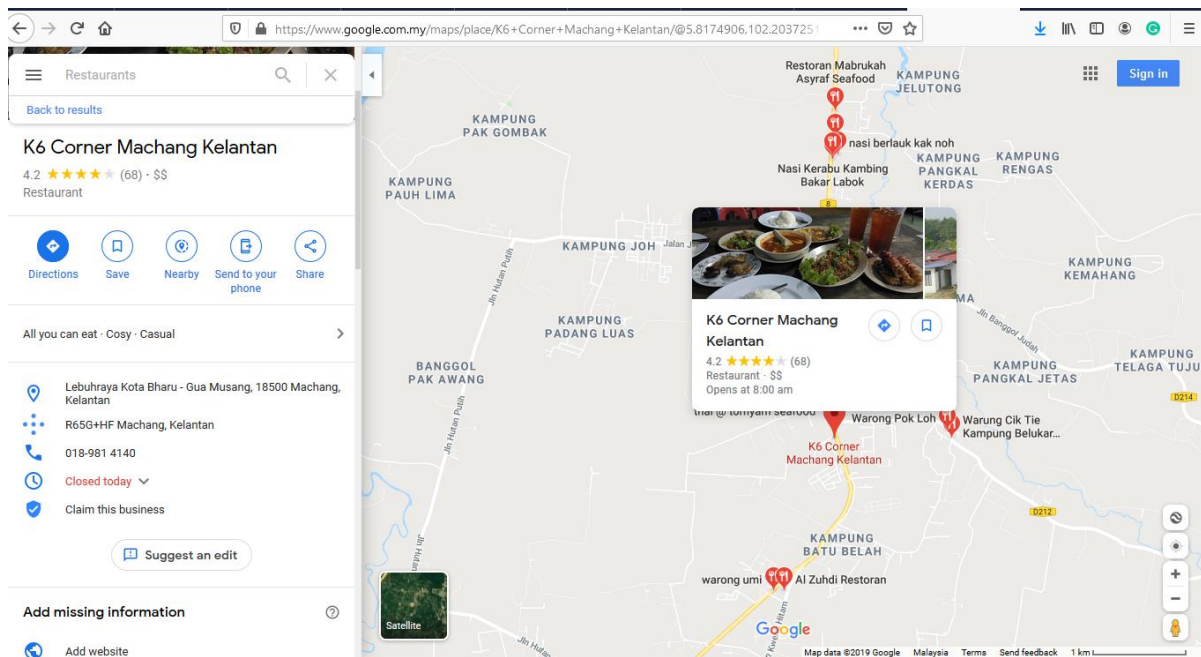 https://www.google.com.my/maps/place/K6+Corner+Machang+Kelantan/@5.8174906,102.203725
Restaurants
Back to results
K6 Corner Machang Kelantan
4.2 ★★★★★ (68) · $$
Restaurant
Directions
Save
Nearby
Send to your
phone
Share
All you can eat · Cosy · Casual
Lebuhraya Kota Bharu - Gua Musang, 18500 Machang,
Kelantan
R65G+HF Machang, Kelantan
018-981 4140
Closed today
Claim this business
Suggest an edit
Add missing information
Add website
Sign in
Restoran Mabrukah
Asyraf Seafood
KAMPUNG
JELUTONG
KAMPUNG
PAK GOMBAK
nasi berlauk kak noh
Nasi Kerabu Kambing
Bakar Labok
KAMPUNG
PANGKAL
KERDAS
KAMPUNG
RENGAS
KAMPUNG
PAUH LIMA
8
KAMPUNG JOH
Jalan J
Jln Hutan Putih
KAMPUNG
KEMAHANG
MA
Jln Banggol Judah
K6 Corner Machang
Kelantan
4.2 ★★★★★ (68)
Restaurant · $$
Opens at 8:00 am
KAMPUNG
PADANG LUAS
BANGGOL
PAK AWANG
KAMPUNG
PANGKAL JETAS
KAMPUNG
TELAGA TUJU
D214
Jln Hutan Putih
thai @ tomyam seafood
Warong Pok Loh
Warung Cik Tie
Kampung Belukar...
K6 Corner
Machang Kelantan
D212
KAMPUNG
BATU BELAH
Jln Hutan
warong umi
Al Zuhdi Restoran
Satellite
Google
Map data ©2019 Google
Malaysia
Terms
Send feedback
1 km